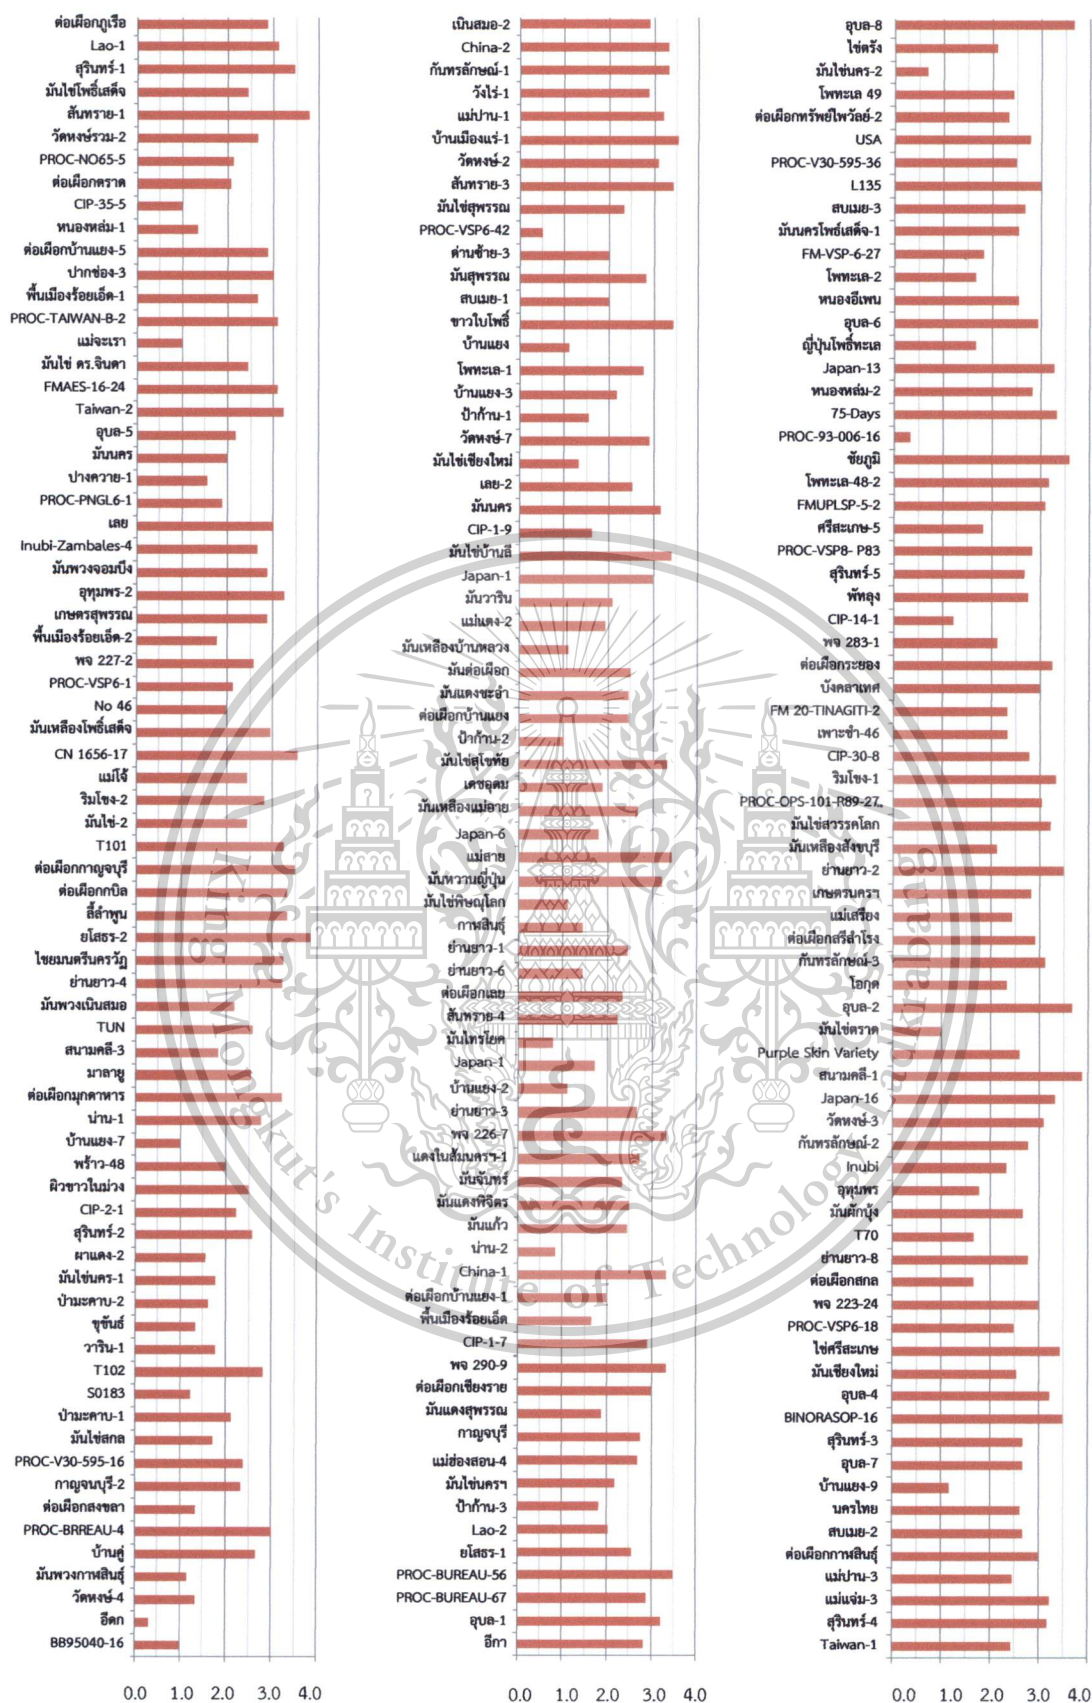 ต่อเผือกภูเรือ
Lao-1
สุรินทร์-1
มันไข่โพธิ์เสด็จ
สันทราย-1
วัดหงษ์รวม-2
PROC-NO65-5
ต่อเผือกตราด
CIP-35-5
หนองหล่ม-1
ต่อเผือกบ้านแยง-5
ปากช่อง-3
พื้นเมืองร้อยเอ็ด-1
PROC-TAIWAN-B-2
แม่จะเรา
มันไข่ ดร.จินดา
FMAES-16-24
Taiwan-2
อุบล-5
มันนคร
ปางควาย-1
PROC-PNGL6-1
เลย
Inubi-Zambales-4
มันพวงจอมบึง
อุทุมพร-2
เกษตรสุพรรณ
พื้นเมืองร้อยเอ็ด-2
พจ 227-2
PROC-VSP6-1
No 46
มันเหลืองโพธิ์เสด็จ
CN 1656-17
แม่โจ้
ริมโขง-2
มันไข่-2
T101
ต่อเผือกกาญจบุรี
ต่อเผือกกบิล
ลี้ลำพูน
ยโสธร-2
ไชยมนตรีนครวัฏ
ย่านยาว-4
มันพวงเนินสมอ
TUN
สนามคลี-3
มาลายู
ต่อเผือกมุกดาหาร
น่าน-1
บ้านแยง-7
พร้าว-48
ผิวขาวในม่วง
CIP-2-1
สุรินทร์-2
ผาแดง-2
มันไข่นคร-1
ป่ามะคาบ-2
ขุขันธ์
วาริน-1
T102
S0183
ป่ามะคาบ-1
มันไข่สกล
PROC-V30-595-16
กาญจนบุรี-2
ต่อเผือกสงขลา
PROC-BRREAU-4
บ้านคู่
มันพวงกาฬสินธุ์
วัดหงษ์-4
อีดก
BB95040-16
0.0 1.0 2.0 3.0 4.0
เนินสมอ-2
China-2
กันทรลักษณ์-1
วังไร่-1
แม่ปาน-1
บ้านเมืองแร่-1
วัดหงษ์-2
สันทราย-3
มันไข่สุพรรณ
PROC-VSP6-42
ด่านซ้าย-3
มันสุพรรณ
สบเมย-1
ขาวใบโพธิ์
บ้านแยง
โพทะเล-1
บ้านแยง-3
ป้าก้าน-1
วัดหงษ์-7
มันไข่เชียงใหม่
เลย-2
มันนคร
CIP-1-9
มันไข่บ้านลี
Japan-1
มันวาริน
แม่แตง-2
มันเหลืองบ้านหลวง
มันต่อเผือก
มันแดงชะอำ
ต่อเผือกบ้านแยง
ป้าก้าน-2
มันไข่สุโขทัย
เดชอุดม
มันเหลืองแม่อาย
Japan-6
แม่สาย
มันหวานญี่ปุ่น
มันไข่พิษณุโลก
กาฬสินธุ์
ย่านยาว-1
ย่านยาว-6
ต่อเผือกเลย
สันทราย-4
มันไทรโยค
Japan-1
บ้านแยง-2
ย่านยาว-3
พจ 226-7
แดงในส้มนครฯ-1
มันจันทร์
มันแดงพิจิตร
มันแก้ว
น่าน-2
China-1
ต่อเผือกบ้านแยง-1
พื้นเมืองร้อยเอ็ด
CIP-1-7
พจ 290-9
ต่อเผือกเชียงราย
มันแดงสุพรรณ
กาญจบุรี
แม่ฮ่องสอน-4
มันไข่นครฯ
ป้าก้าน-3
Lao-2
ยโสธร-1
PROC-BUREAU-56
PROC-BUREAU-67
อุบล-1
อีกา
0.0 1.0 2.0 3.0 4.0
อุบล-8
ไข่ตรัง
มันไข่นคร-2
โพทะเล 49
ต่อเผือกทรัพย์ไพวัลย์-2
USA
PROC-V30-595-36
L135
สบเมย-3
มันนครโพธ์เสด็จ-1
FM-VSP-6-27
โพทะเล-2
หนองอีเพน
อุบล-6
ญี่ปุ่นโพธิ์ทะเล
Japan-13
หนองหล่ม-2
75-Days
PROC-93-006-16
ชัยภูมิ
โพทะเล-48-2
FMUPLSP-5-2
ศรีสะเกษ-5
PROC-VSP8- P83
สุรินทร์-5
พัทลุง
CIP-14-1
พจ 283-1
ต่อเผือกระยอง
บังคลาเทศ
FM 20-TINAGITI-2
เพาะชำ-46
CIP-30-8
ริมโขง-1
PROC-OPS-101-R89-27..
มันไข่สวรรคโลก
มันเหลืองสิงขบุรี
ย่านยาว-2
เกษตรนครฯ
แม่เสรียง
ต่อเผือกศรีสำโรง
กันทรลักษณ์-3
โอกุด
อุบล-2
มันไข่ตราด
Purple Skin Variety
สนามคลี-1
Japan-16
วัดหงษ์-3
กันทรลักษณ์-2
Inubi
อุทุมพร
มันผักบุ้ง
T70
ย่านยาว-8
ต่อเผือกสกล
พจ 223-24
PROC-VSP6-18
ไข่ศรีสะเกษ
มันเชียงใหม่
อุบล-4
BINORASOP-16
สุรินทร์-3
อุบล-7
บ้านแยง-9
นครไทย
สบเมย-2
ต่อเผือกกาฬสินธุ์
แม่ปาน-3
แม่แจ่ม-3
สุรินทร์-4
Taiwan-1
0.0 1.0 2.0 3.0 4.0
King Mongkut's Institute of Technology Ladkrabang